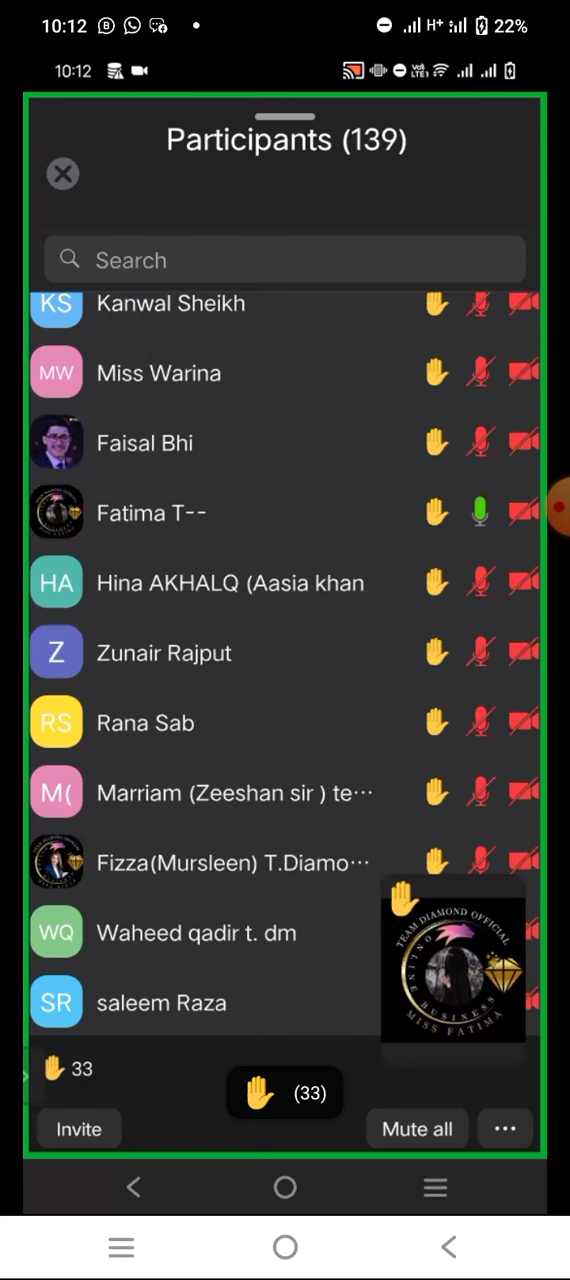 10:12
H+
22%
10:12
Participants (139)
Search
KS Kanwal Sheikh
MW Miss Warina
Faisal Bhi
Fatima T--
HA Hina AKHALQ (Aasia khan
Z Zunair Rajput
RS Rana Sab
M( Marriam (Zeeshan sir ) te···
Fizza(Mursleen) T.Diamo···
WQ Waheed qadir t. dm
SR saleem Raza
TEAM DIAMOND OFFICIAL
ONLINE
BUSINESS
MISS FATIMA
33
(33)
Invite
Mute all